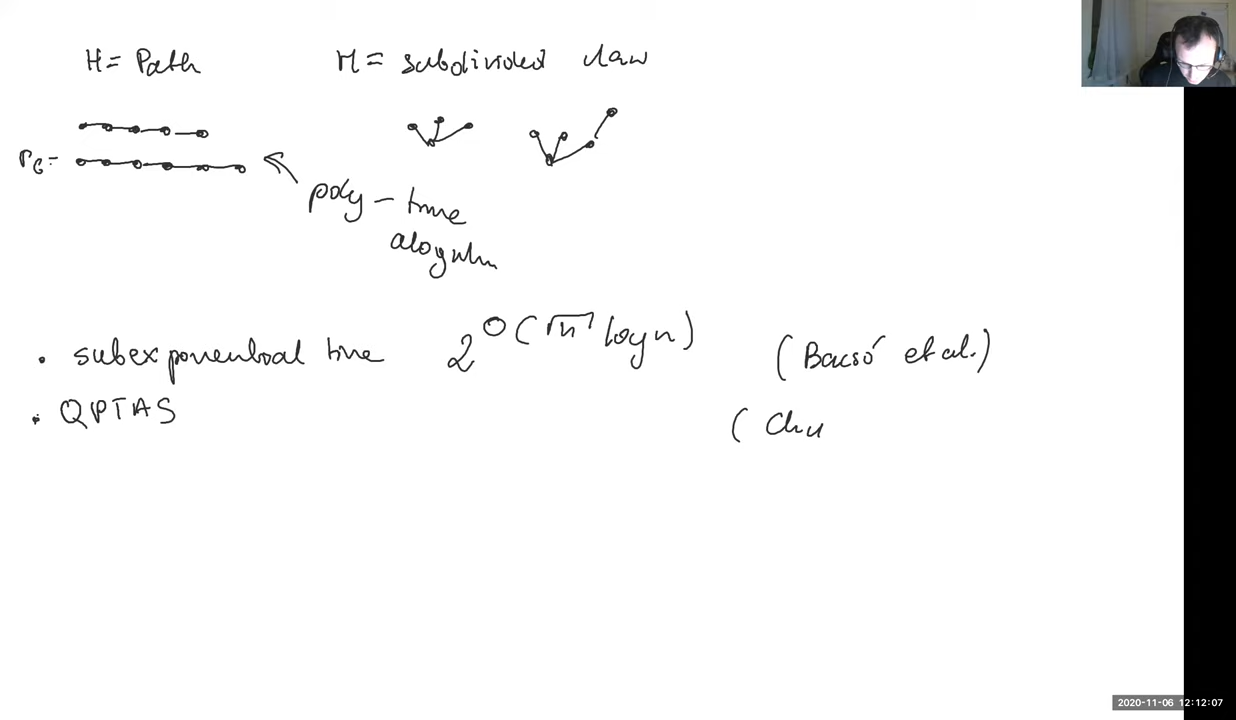 H = Path
H = subdivided claw
P6 =
poly - time
algorithm
• subexponential time 2^O(√n log n) (Bacsó et al.)
• QPTAS (Chu
2020-11-06 12:12:07